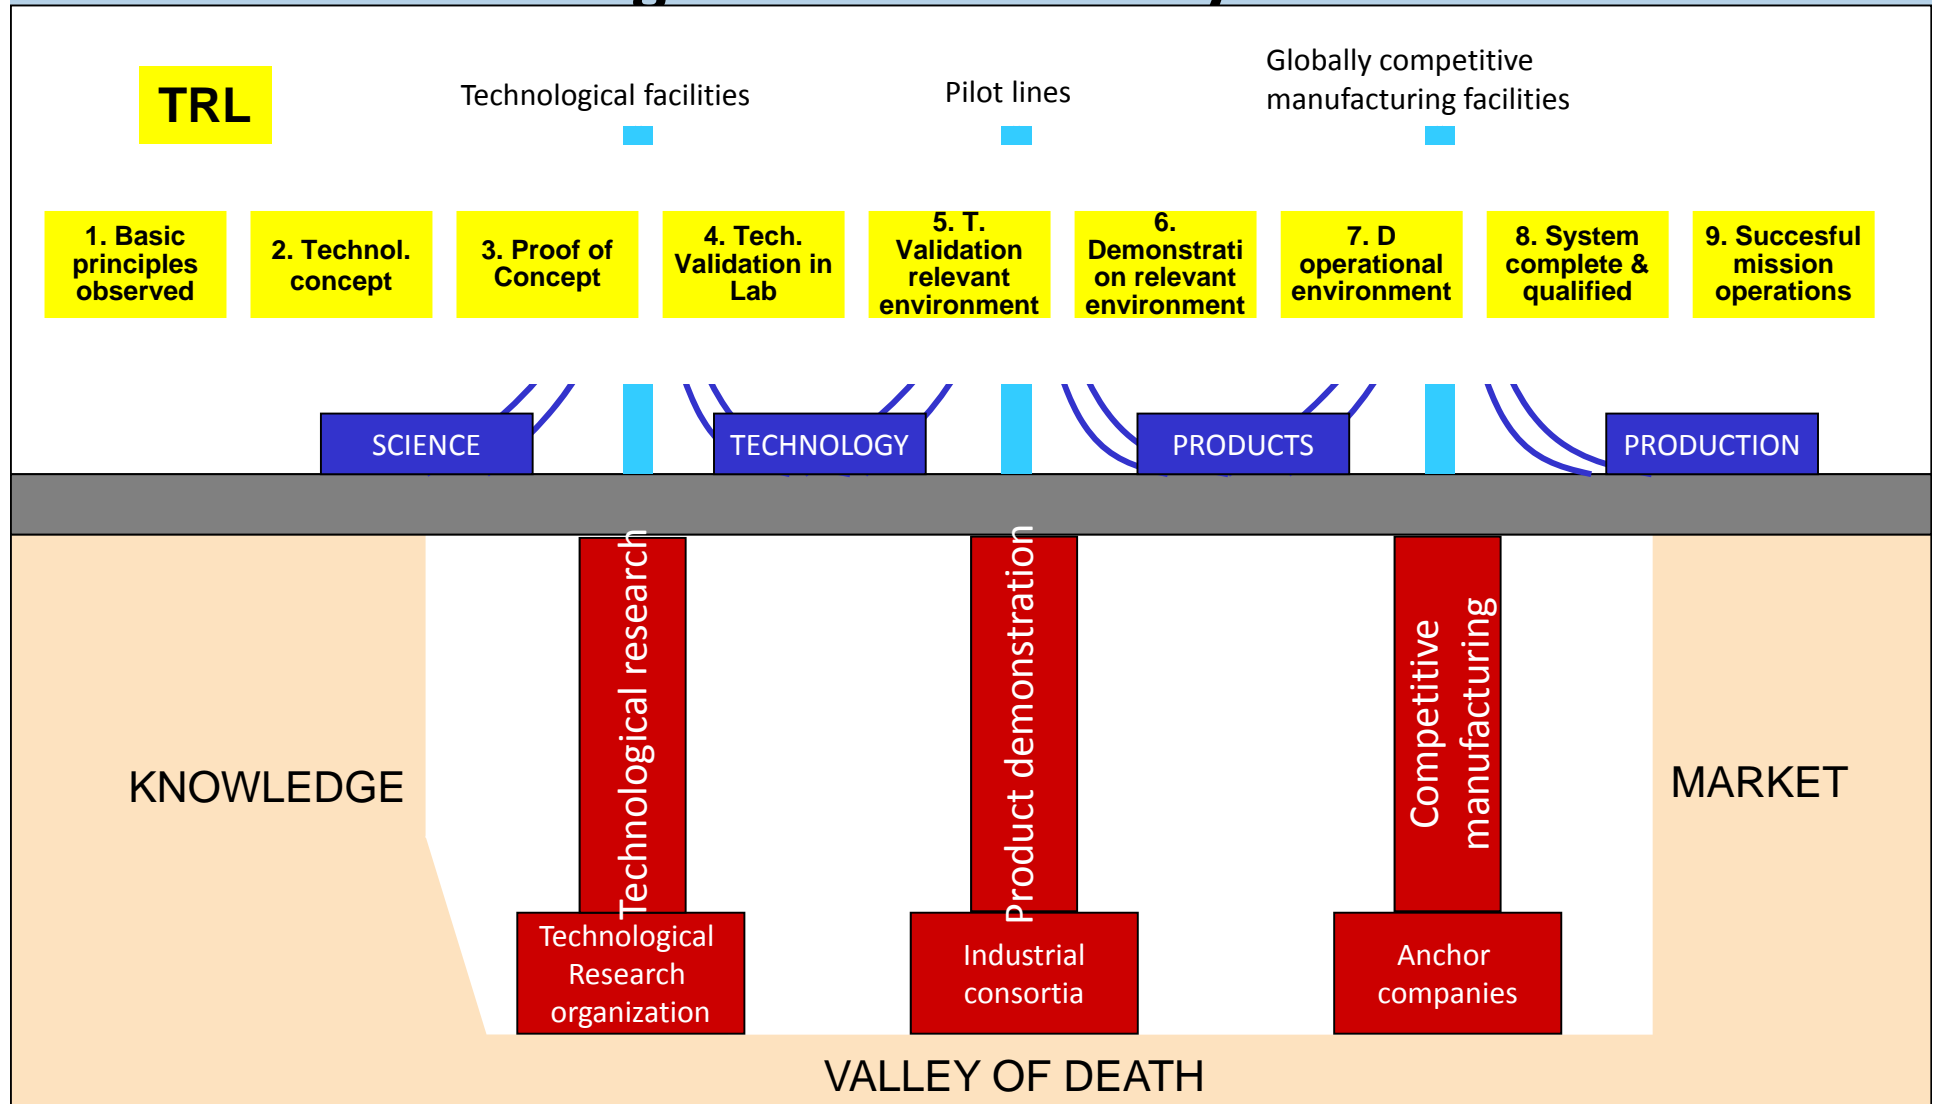 TRL
Technological facilities
Pilot lines
Globally competitive
manufacturing facilities
1. Basic
principles
observed
2. Technol.
concept
3. Proof of
Concept
4. Tech.
Validation in
Lab
5. T.
Validation
relevant
environment
6.
Demonstrati
on relevant
environment
7. D
operational
environment
8. System
complete &
qualified
9. Succesful
mission
operations
SCIENCE
TECHNOLOGY
PRODUCTS
PRODUCTION
KNOWLEDGE
Technological research
Product demonstration
Competitive
manufacturing
MARKET
Technological
Research
organization
Industrial
consortia
Anchor
companies
VALLEY OF DEATH